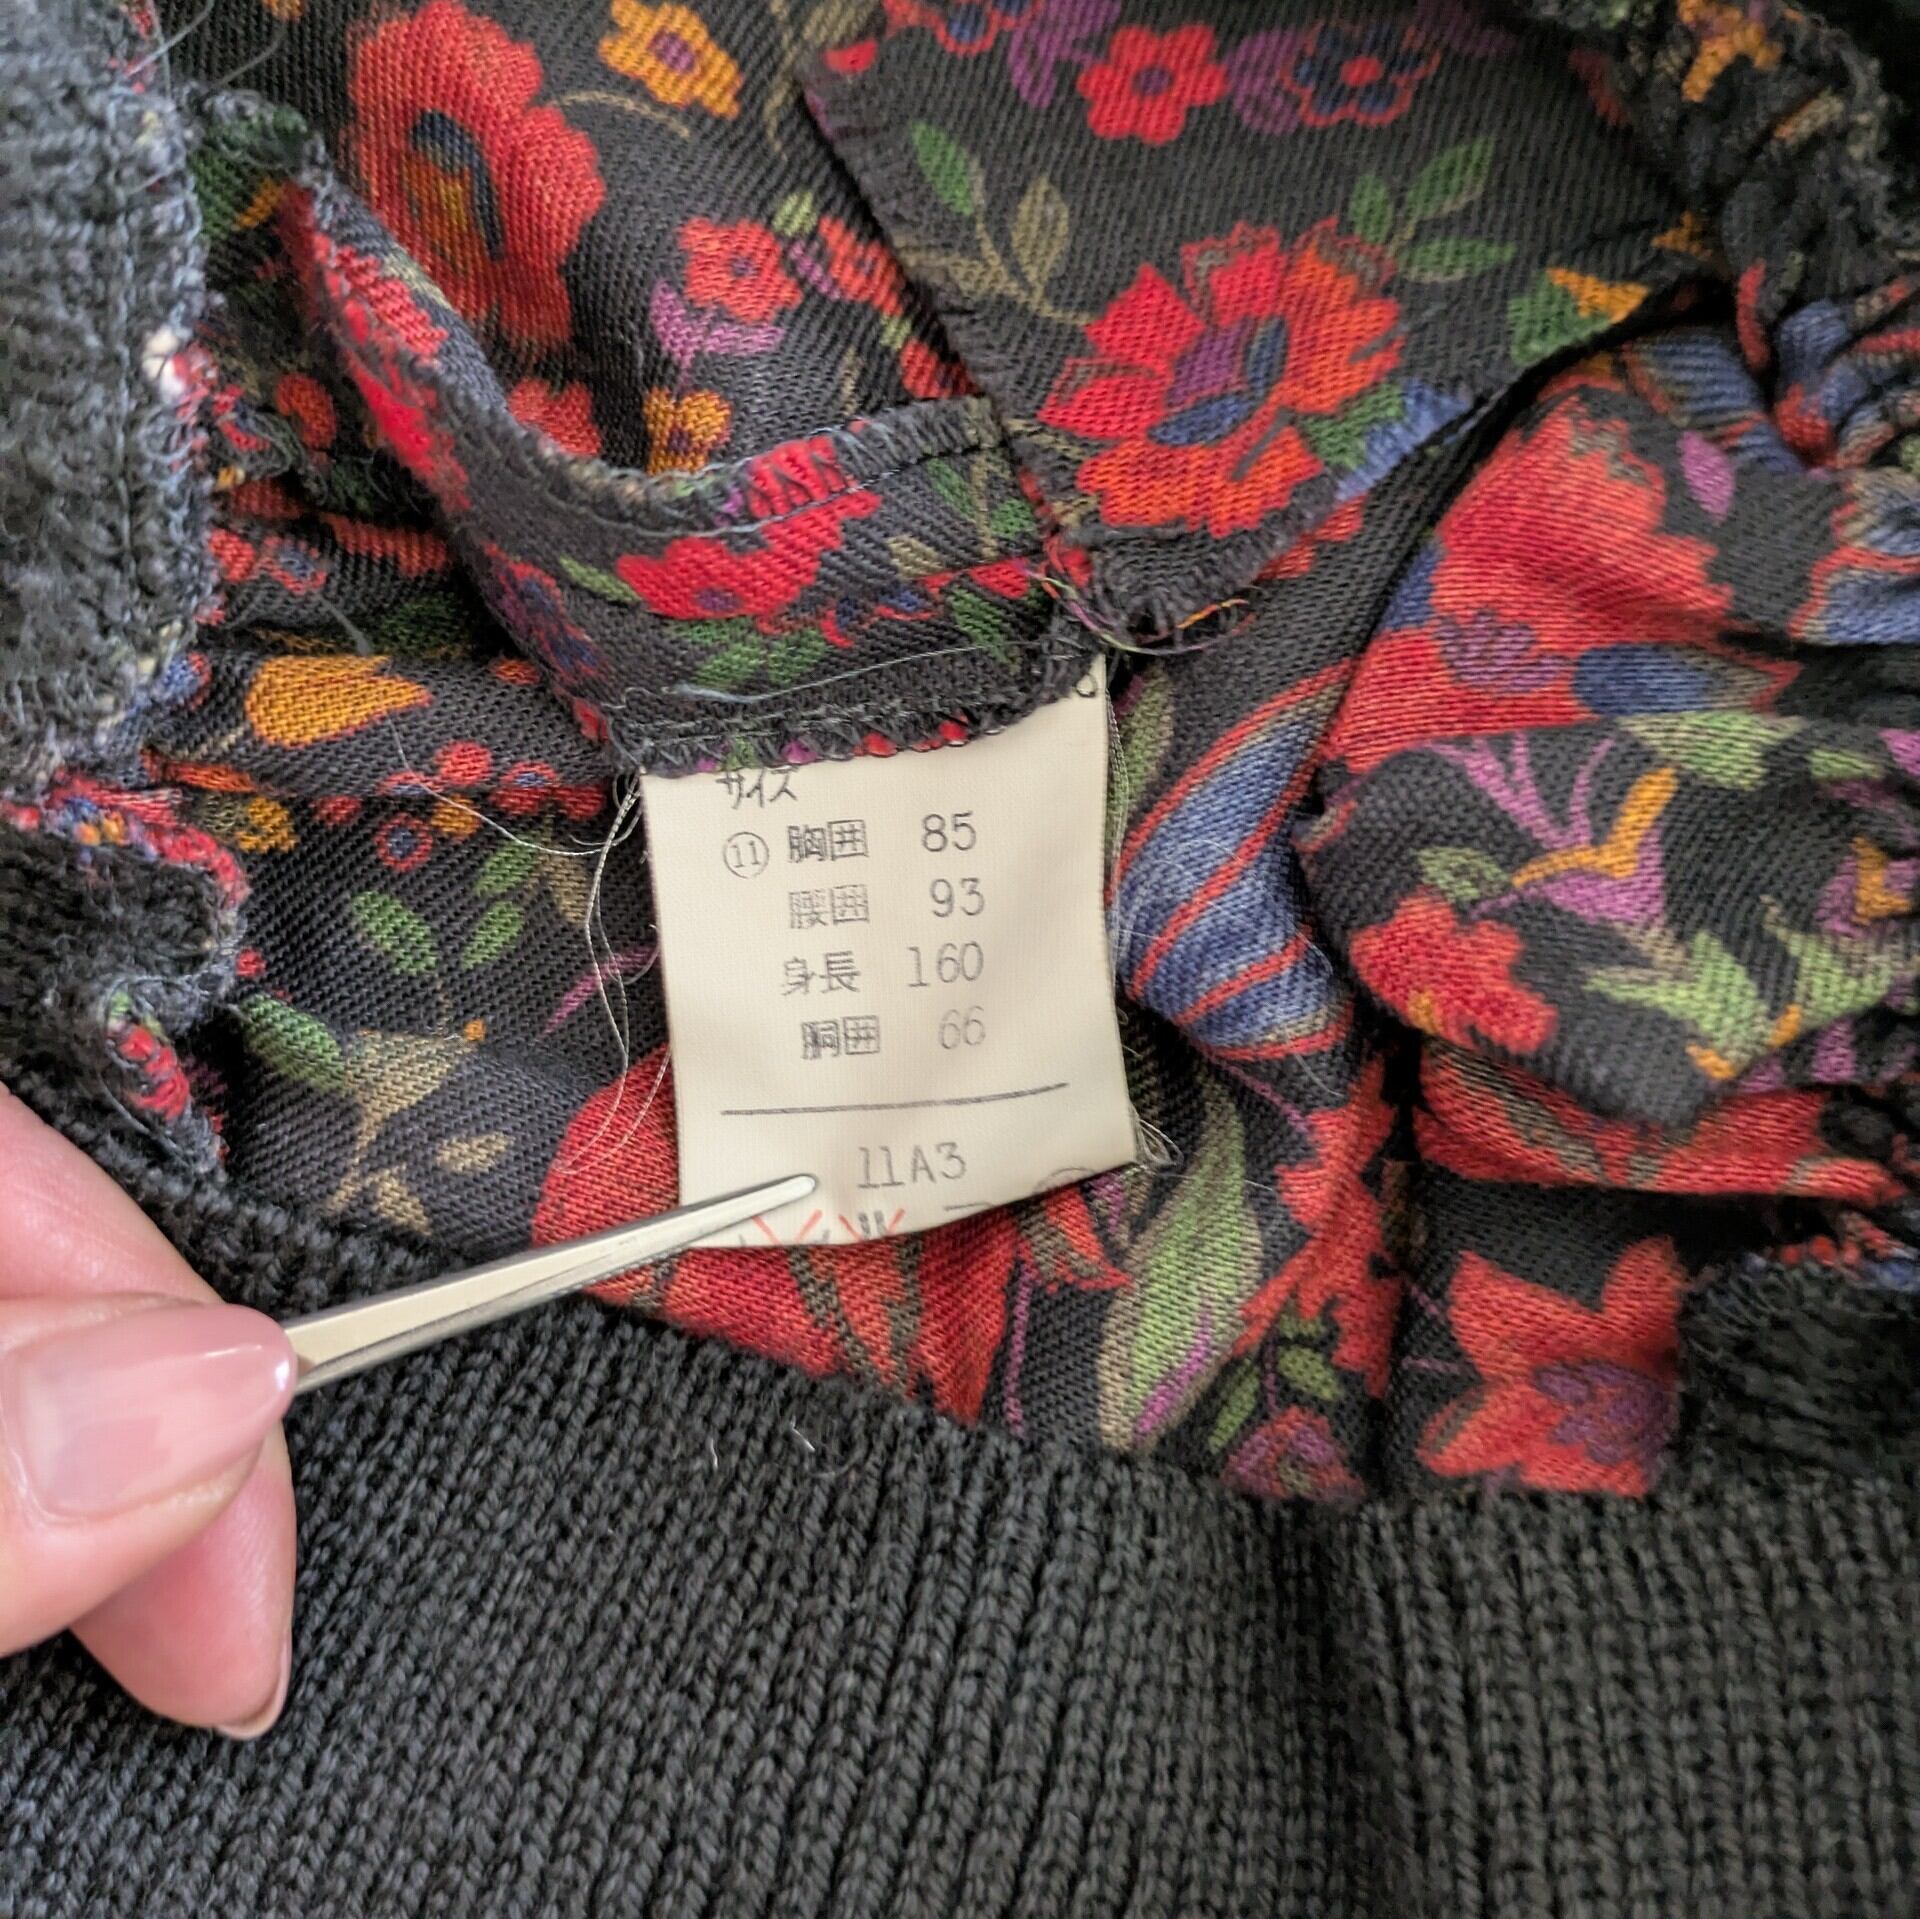 サイズ
⑪ 胸囲 85
腰囲 93
身長 160
胴囲 66
11A3